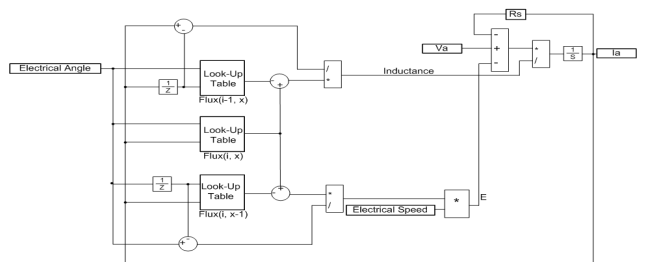 Rs
+
-
-
Va
+
-
*
/
1
S
Ia
Electrical Angle
Look-Up
Table
/
*
-
+
Inductance
1
Z
Flux(i-1, x)
Look-Up
Table
Flux(i, x)
1
Z
Look-Up
Table
+
-
*
/
E
*
Electrical Speed
Flux(i, x-1)
+
-